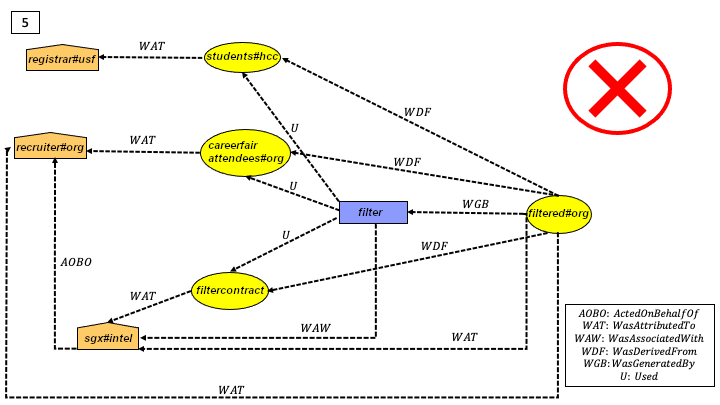 5
WAT
registrar#usf
students#hcc
WDF
U
recruiter#org
WAT
careerfair
attendees#org
WDF
U
filter
WGB
filtered#org
U
WDF
AOBO
WAT
filtercontract
sgx#intel
WAW
WAT
WAT
AOBO: ActedOnBehalfOf
WAT: WasAttributedTo
WAW: WasAssociatedWith
WDF: WasDerivedFrom
WGB: WasGeneratedBy
U: Used